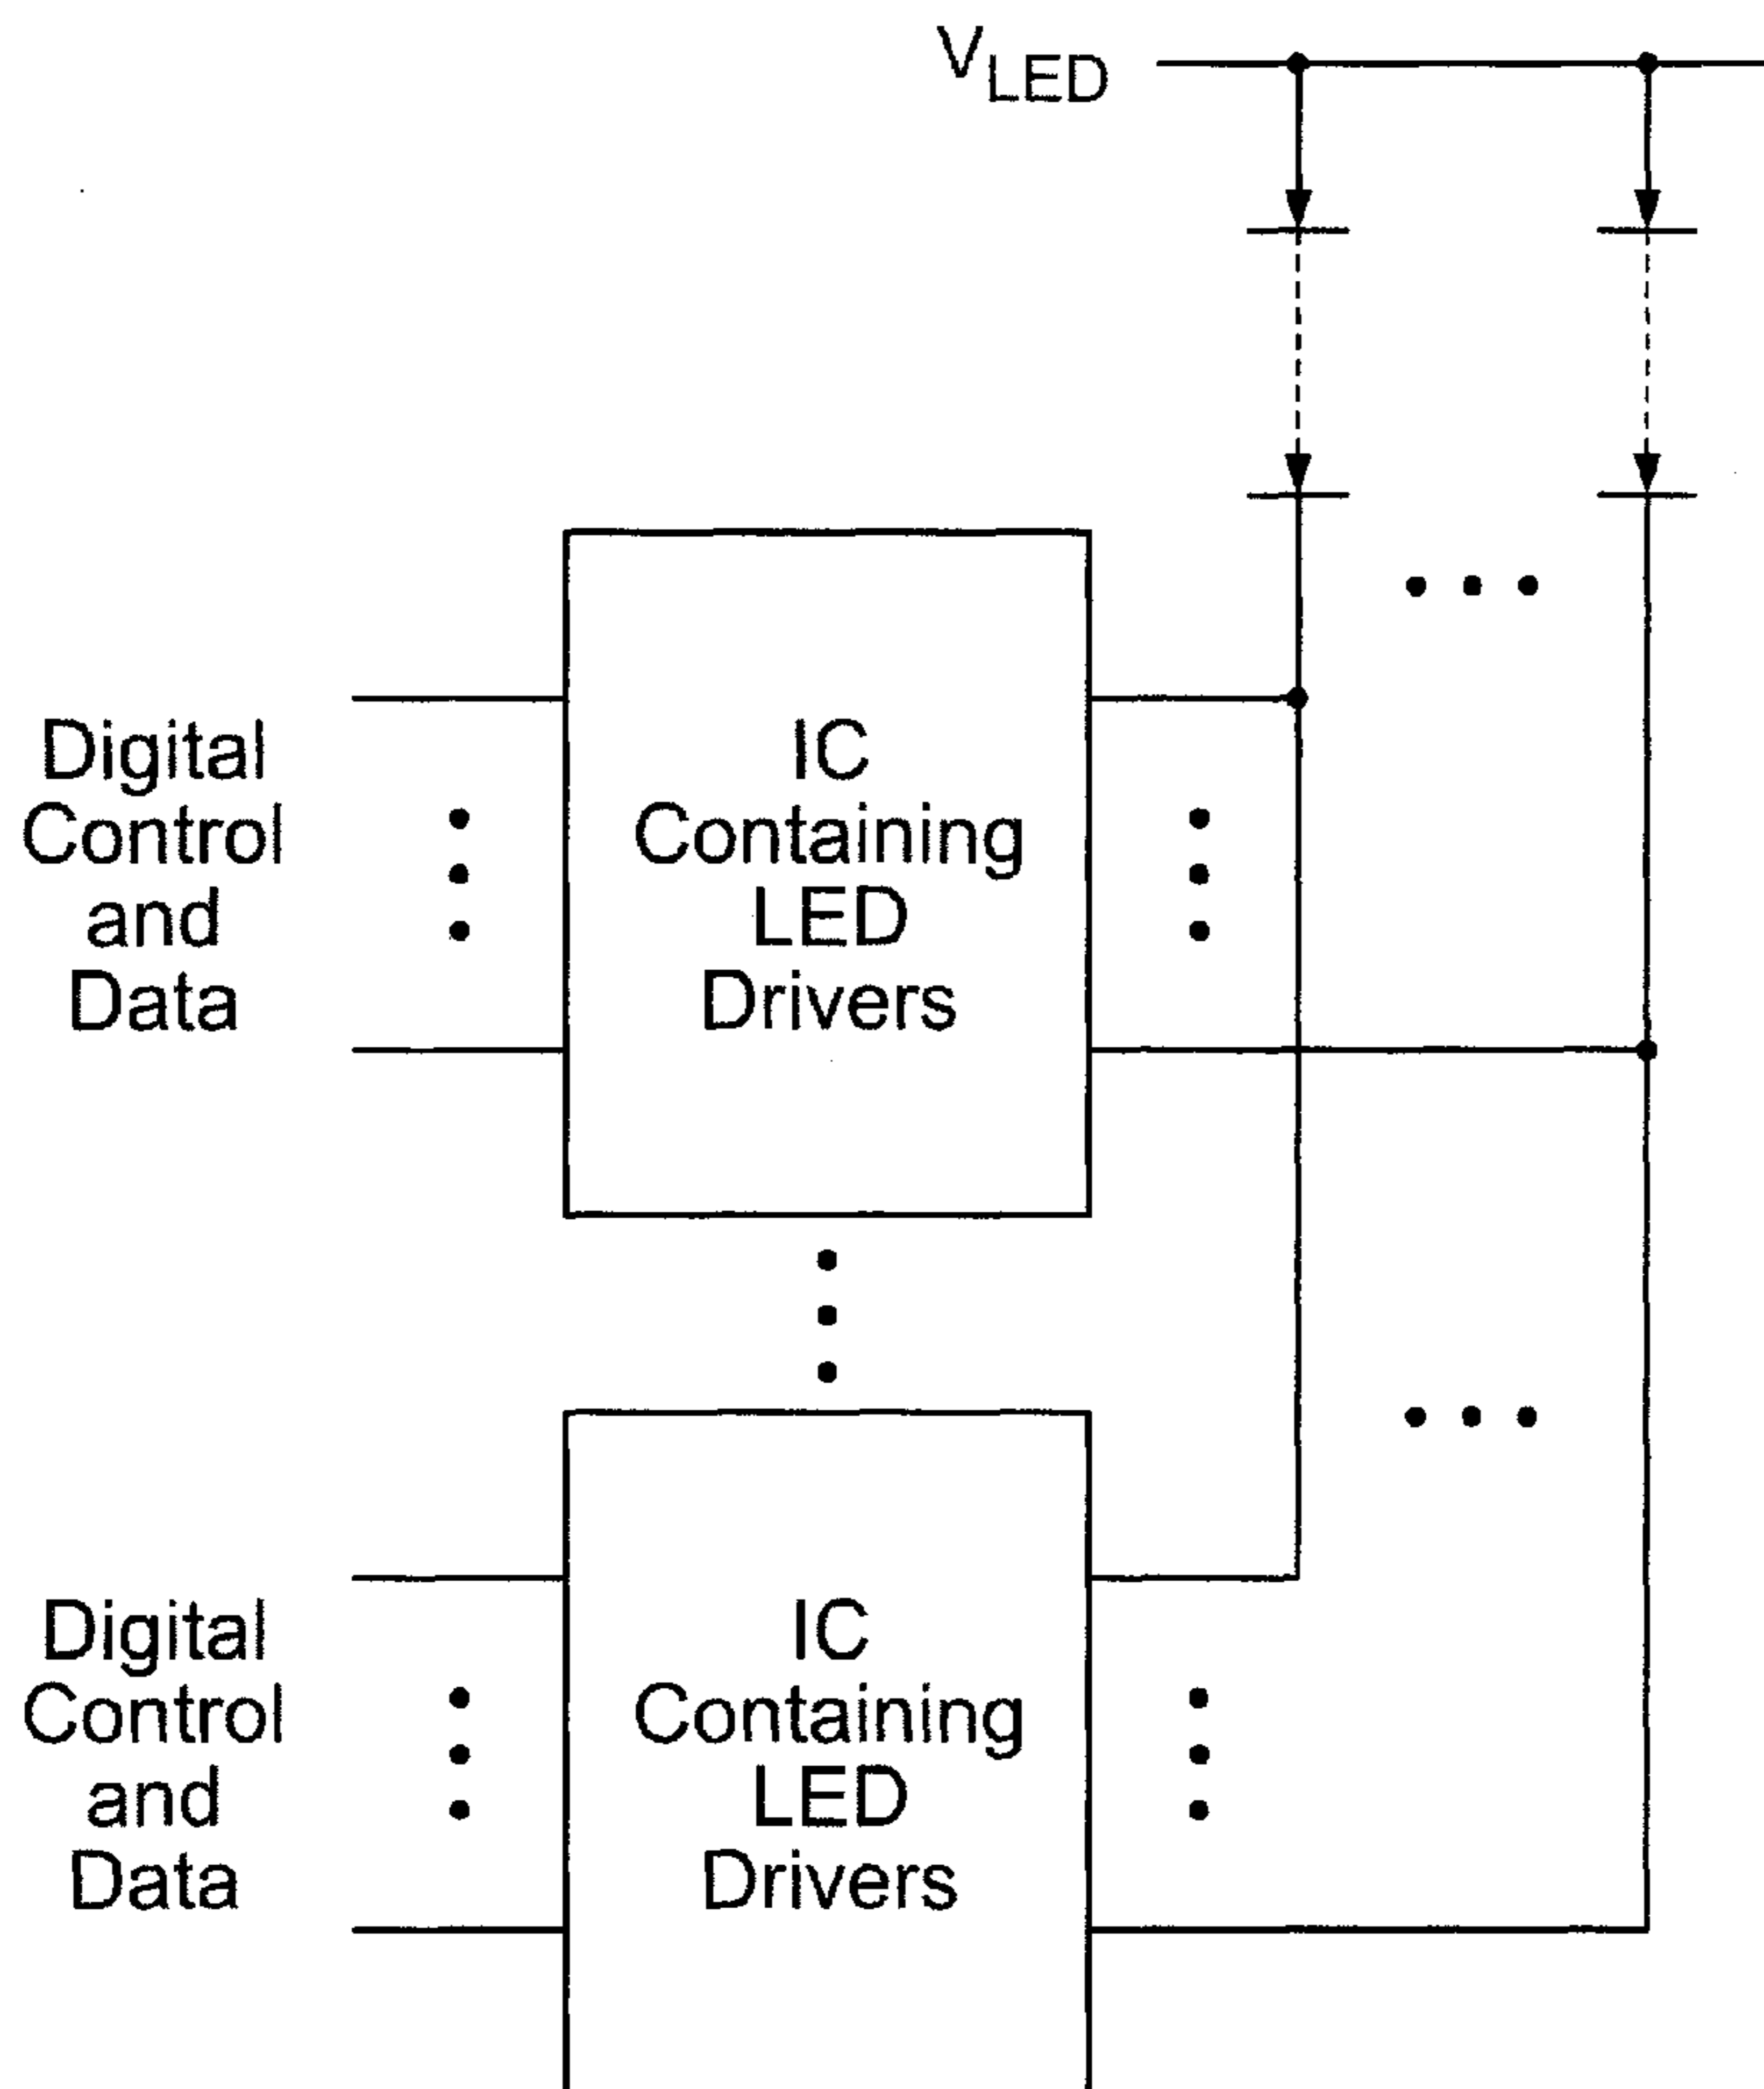 VLED
Digital
Control
and
Data
IC
Containing
LED
Drivers
Digital
Control
and
Data
IC
Containing
LED
Drivers